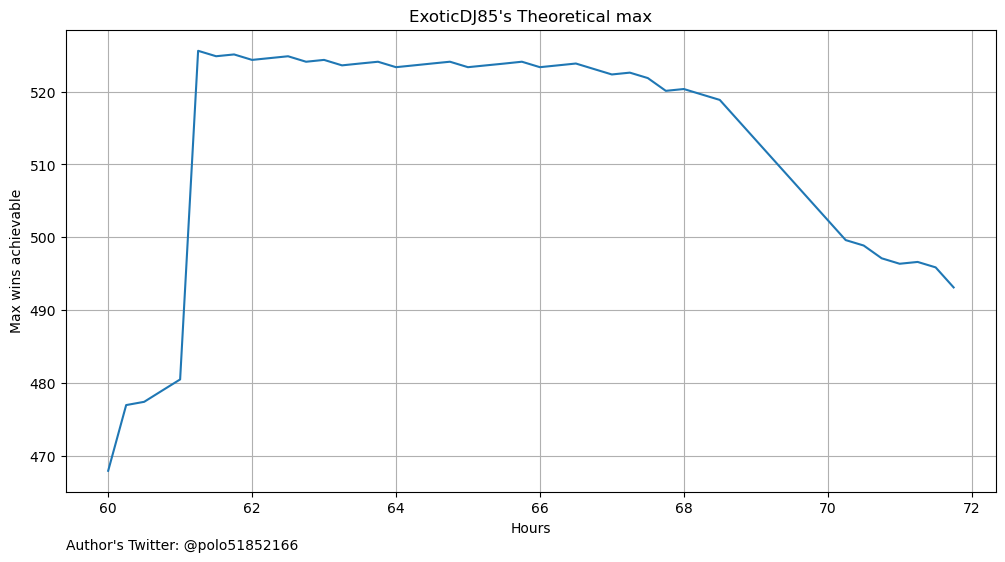 ExoticDJ85's Theoretical max
Max wins achievable
520
510
500
490
480
470
60 62 64 66 68 70 72
Hours
Author's Twitter: @polo51852166